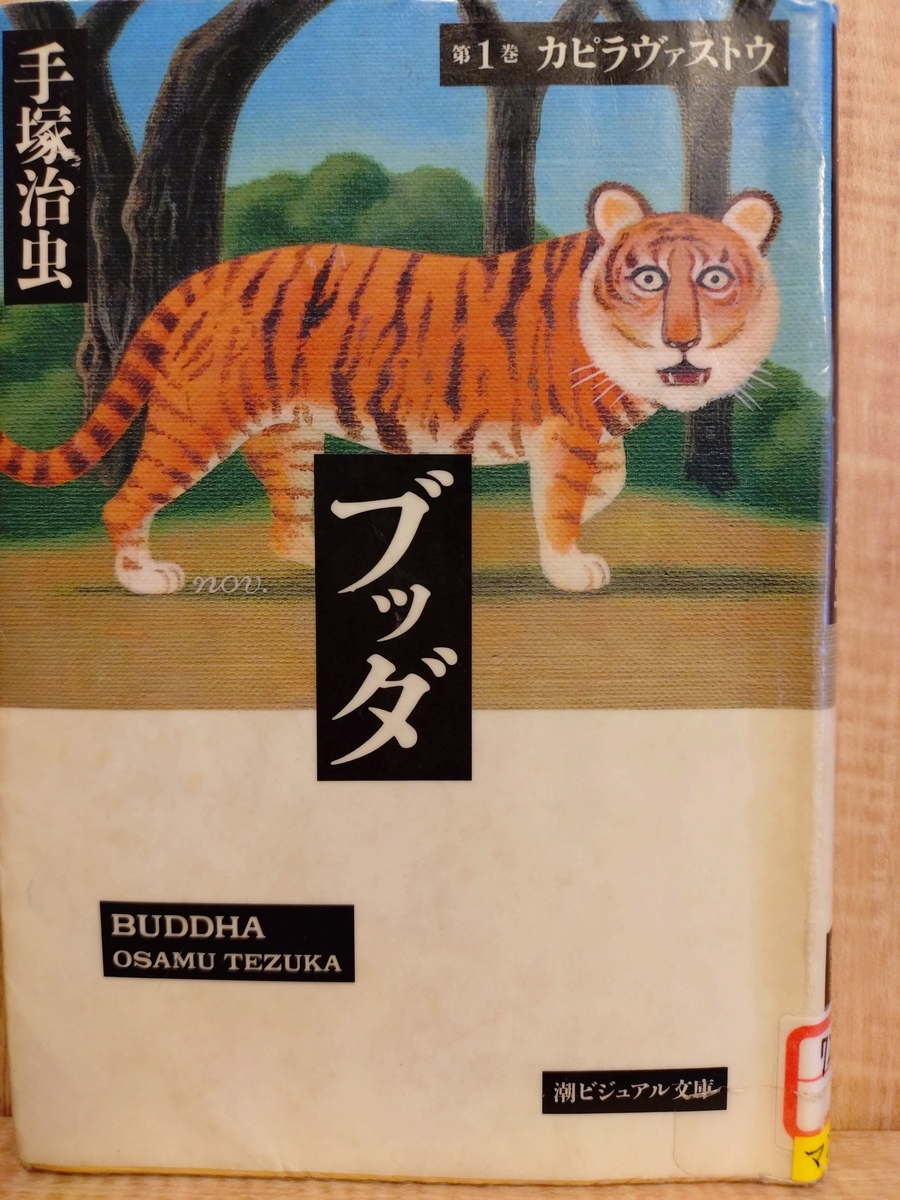 第1巻 カピラヴァストウ
手塚治虫
nov.
ブッダ
BUDDHA
OSAMU TEZUKA
潮ビジュアル文庫
マ